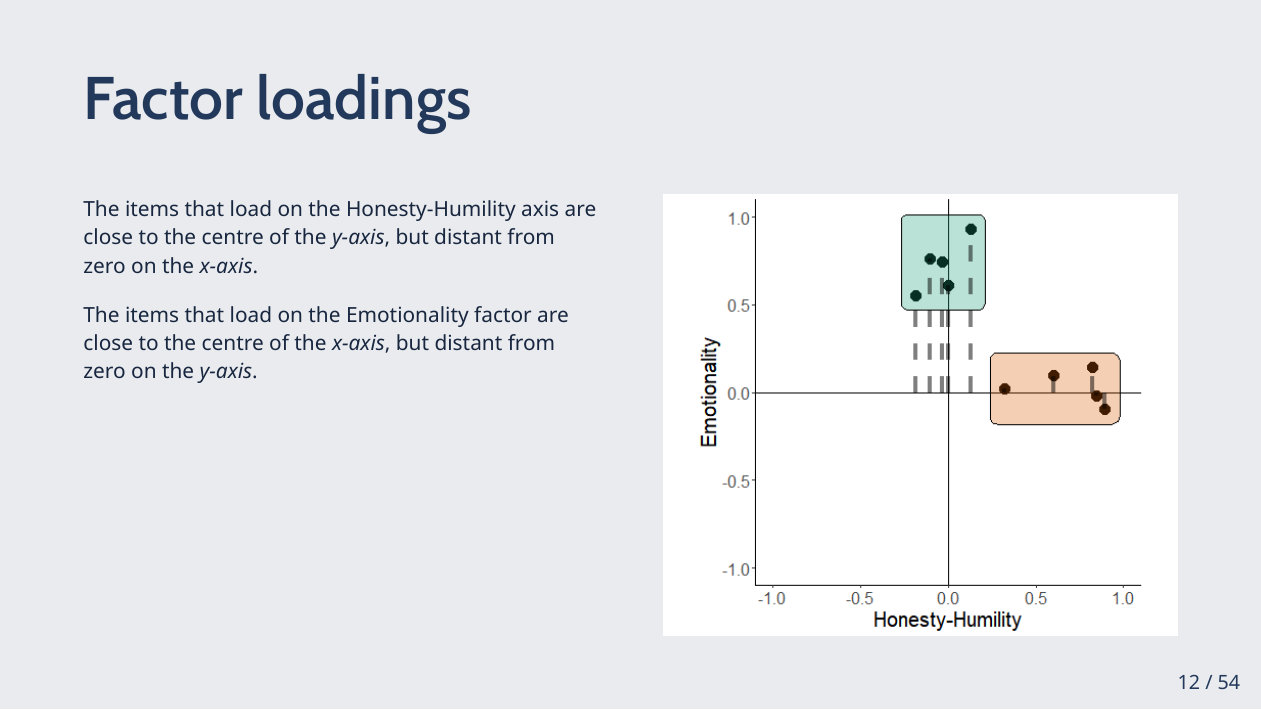 Factor loadings
The items that load on the Honesty-Humility axis are
close to the centre of the y-axis, but distant from
zero on the x-axis.
The items that load on the Emotionality factor are
close to the centre of the x-axis, but distant from
zero on the y-axis.
1.0
0.5
0.0
-0.5
-1.0
Emotionality
-1.0 -0.5 0.0 0.5 1.0
Honesty-Humility
12 / 54